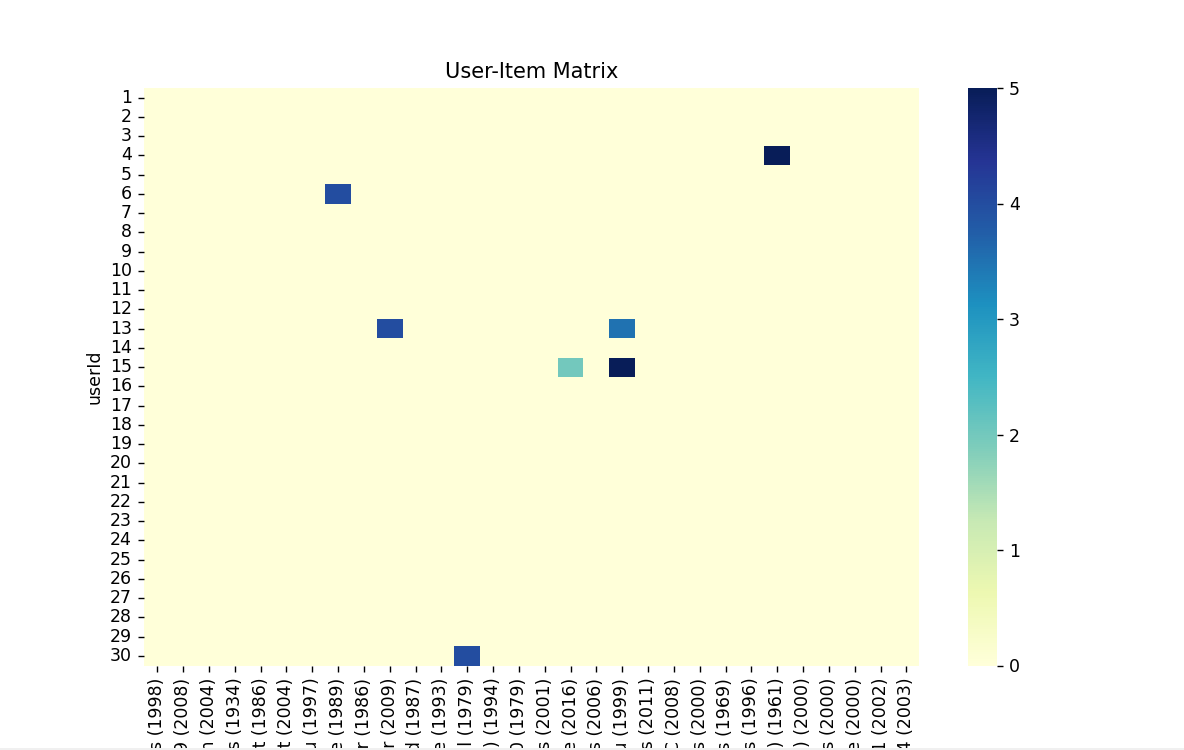 User-Item Matrix
userId
1
2
3
4
5
6
7
8
9
10
11
12
13
14
15
16
17
18
19
20
21
22
23
24
25
26
27
28
29
30
s (1998)
9 (2008)
(2004)
s (1934)
t (1986)
t (2004)
u (1997)
e (1989)
r (1986)
r (2009)
d (1987)
e (1993)
l (1979)
) (1994)
0 (1979)
s (2001)
e (2016)
s (2006)
u (1999)
s (2011)
C (2008)
s (2000)
s (1969)
s (1996)
) (1961)
) (2000)
s (2000)
e (2000)
1 (2002)
4 (2003)
5
4
3
2
1
0